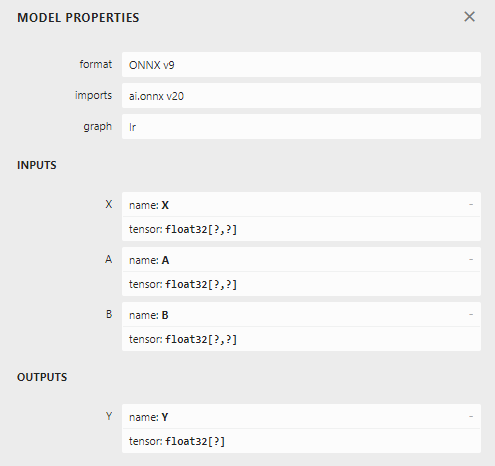 MODEL PROPERTIES
format ONNX v9
imports ai.onnx v20
graph lr
INPUTS
X name: X -
tensor: float32[?,?]
A name: A -
tensor: float32[?,?]
B name: B -
tensor: float32[?,?]
OUTPUTS
Y name: Y -
tensor: float32[?]